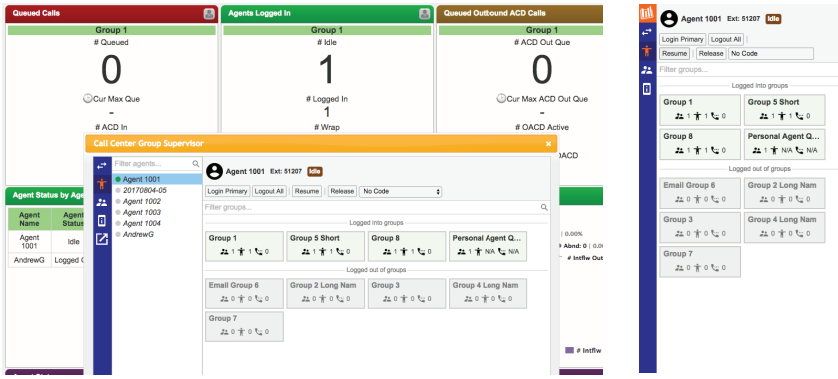 Queued Calls
Group 1
# Queued
0
Cur Max Que
-
# ACD In
Agents Logged In
Group 1
# Idle
1
# Logged In
1
# Wrap
Queued Outbound ACD Calls
Group 1
# ACD Out Que
0
Cur Max ACD Out Que
-
# OACD Active
OACD
Agent Status by Age
Agent Name
Agent Status
Agent 1001
Idle
AndrewG
Logged O
0.00%
Abnd: 0 | 0.0
# Intflw Out
# Intflw
Call Center Group Supervisor
×
Filter agents...
Agent 1001
20170804-05
Agent 1002
Agent 1003
Agent 1004
AndrewG
Agent 1001 Ext: 51207 Idle
Login Primary Logout All Resume Release No Code
Filter groups...
Logged into groups
Group 1 Group 5 Short Group 8 Personal Agent Q...
1 1 0 1 1 0 1 1 0 1 N/A N/A
Logged out of groups
Email Group 6 Group 2 Long Nam Group 3 Group 4 Long Nam
0 0 0 0 0 0 0 0 0 0 0 0
Group 7
0 0 0
Agent 1001 Ext: 51207 Idle
Login Primary Logout All
Resume Release No Code
Filter groups...
Logged into groups
Group 1 Group 5 Short
1 1 0 1 1 0
Group 8 Personal Agent Q...
1 1 0 1 N/A N/A
Logged out of groups
Email Group 6 Group 2 Long Nam
0 0 0 0 0 0
Group 3 Group 4 Long Nam
0 0 0 0 0 0
Group 7
0 0 0